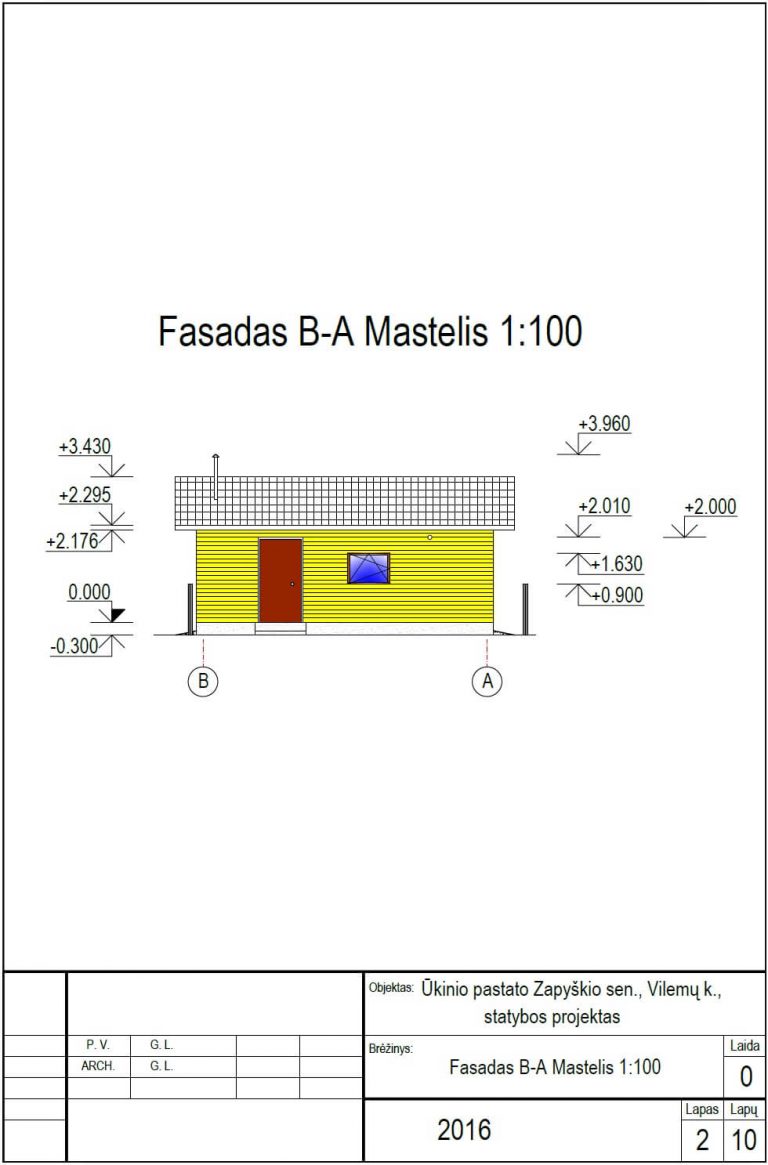 Fasadas B-A Mastelis 1:100
+3.430
+2.295
+2.176
0.000
-0.300
+3.960
+2.010
+2.000
+1.630
+0.900
B
A
Objektas: Ūkinio pastato Zapyškio sen., Vilemų k.,
statybos projektas
P. V. G. L.
ARCH. G. L.
Brėžinys:
Fasadas B-A Mastelis 1:100
Laida
0
2016
Lapas Lapų
2 10